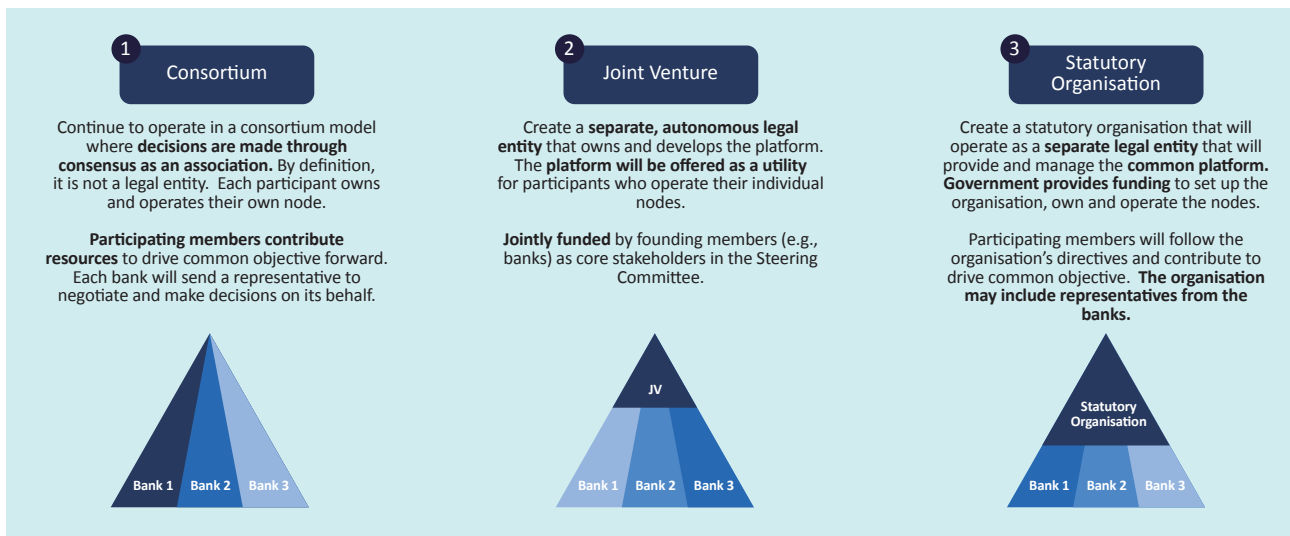 1
Consortium
Continue to operate in a consortium model
where decisions are made through
consensus as an association. By definition,
it is not a legal entity. Each participant owns
and operates their own node.
Participating members contribute
resources to drive common objective forward.
Each bank will send a representative to
negotiate and make decisions on its behalf.
Bank 1
Bank 2
Bank 3
2
Joint Venture
Create a separate, autonomous legal
entity that owns and develops the platform.
The platform will be offered as a utility
for participants who operate their individual
nodes.
Jointly funded by founding members (e.g.,
banks) as core stakeholders in the Steering
Committee.
JV
Bank 1
Bank 2
Bank 3
3
Statutory
Organisation
Create a statutory organisation that will
operate as a separate legal entity that will
provide and manage the common platform.
Government provides funding to set up the
organisation, own and operate the nodes.
Participating members will follow the
organisation's directives and contribute to
drive common objective. The organisation
may include representatives from the
banks.
Statutory
Organisation
Bank 1
Bank 2
Bank 3